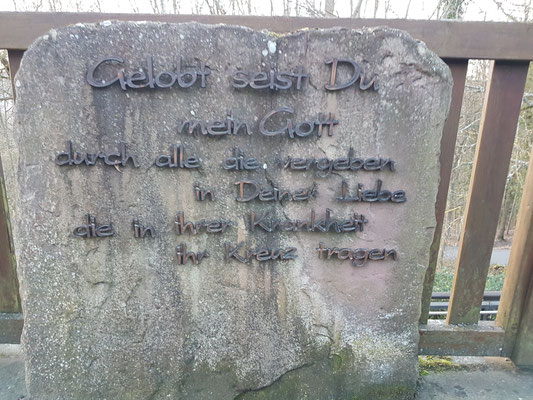 Gelobt seist Du
mein Gott
durch alle die vergeben
in Deiner Liebe
die in ihrer Krankheit
ihr Kreuz tragen